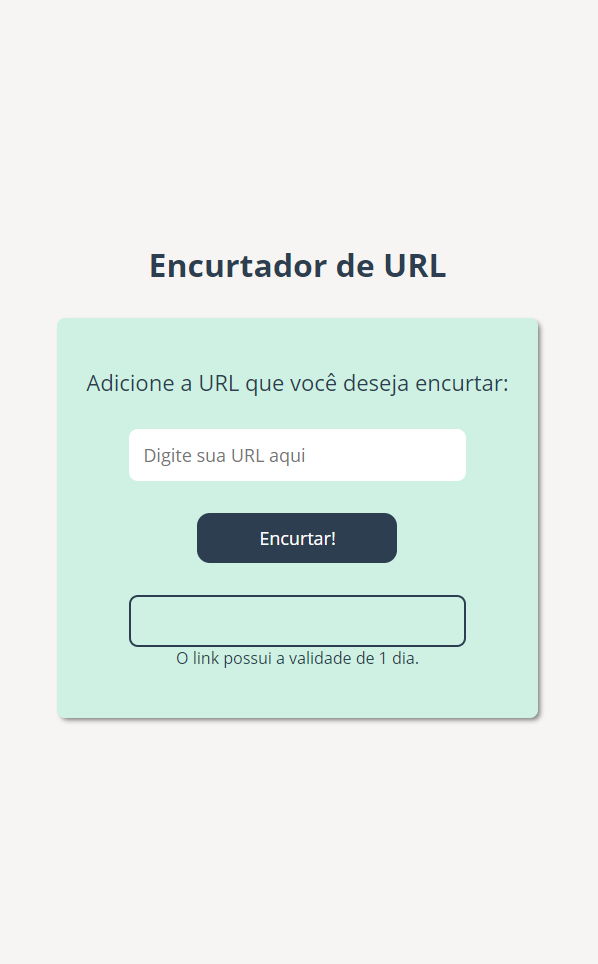 Encurtador de URL
Adicione a URL que você deseja encurtar:
Digite sua URL aqui
Encurtar!
O link possui a validade de 1 dia.